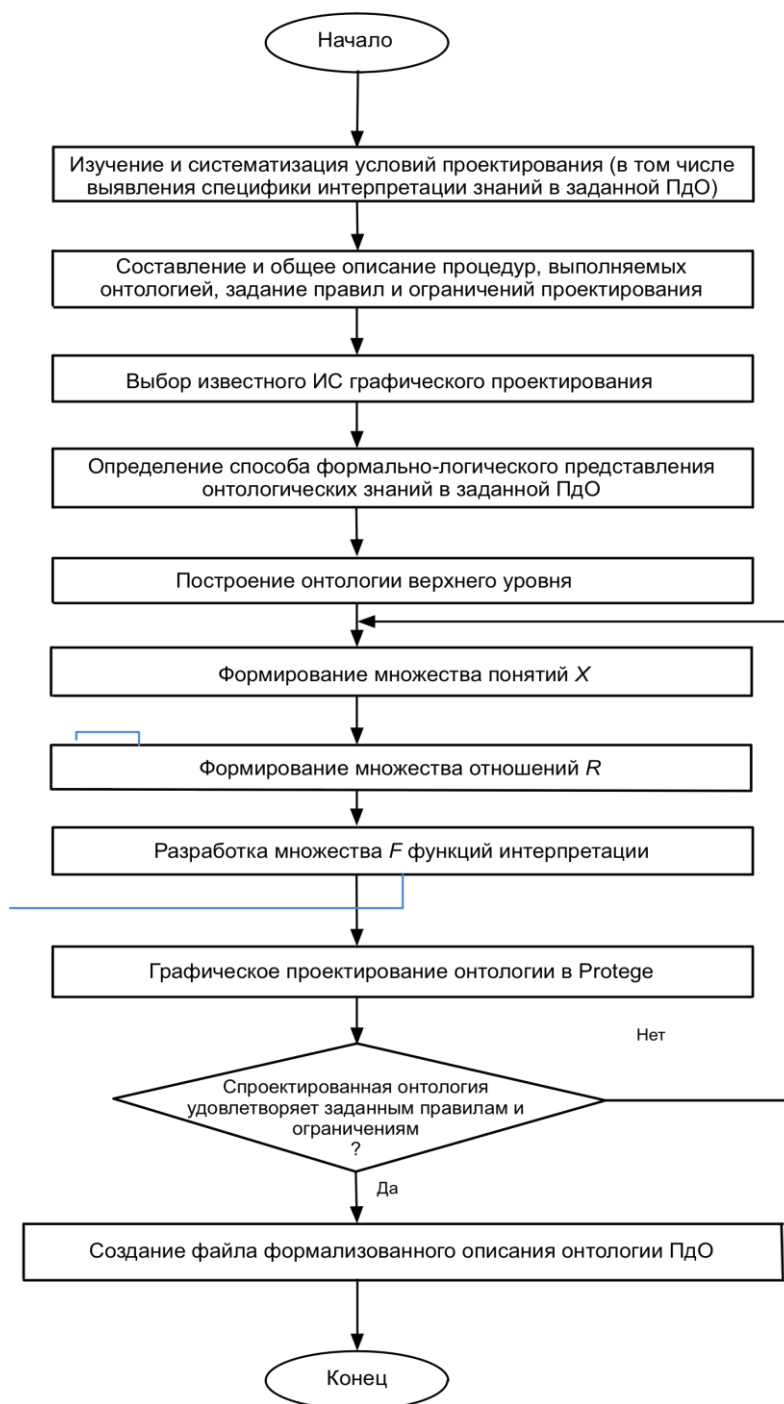 Начало
Изучение и систематизация условий проектирования (в том числе
выявления специфики интерпретации знаний в заданной ПдО)
Составление и общее описание процедур, выполняемых
онтологией, задание правил и ограничений проектирования
Выбор известного ИС графического проектирования
Определение способа формально-логического представления
онтологических знаний в заданной ПдО
Построение онтологии верхнего уровня
Формирование множества понятий X
Формирование множества отношений R
Разработка множества F функций интерпретации
Графическое проектирование онтологии в Protege
Нет
Спроектированная онтология
удовлетворяет заданным правилам и
ограничениям
?
Да
Создание файла формализованного описания онтологии ПдО
Конец